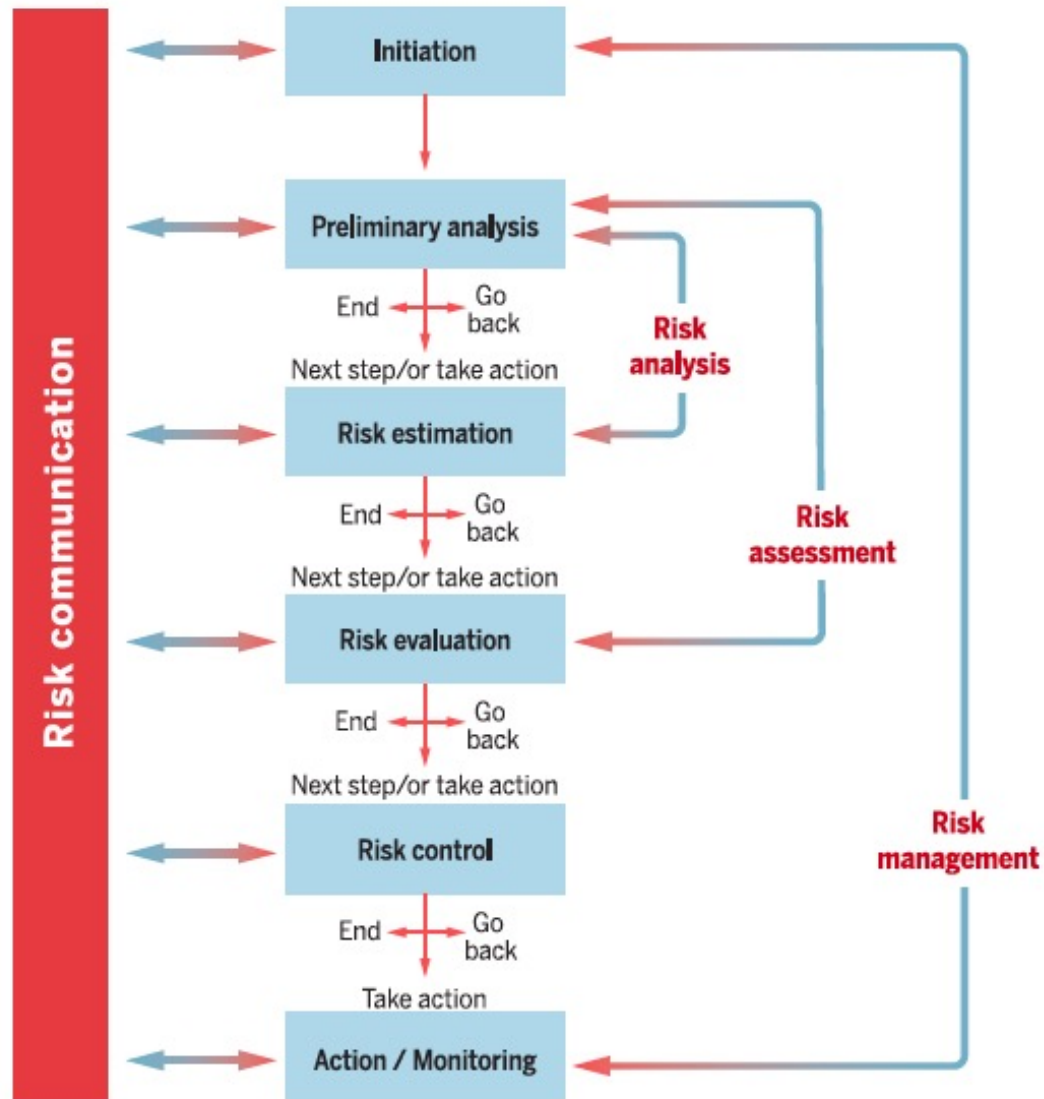 Risk communication
Initiation
Preliminary analysis
End
Go
back
Next step/or take action
Risk
analysis
Risk estimation
End
Go
back
Next step/or take action
Risk
assessment
Risk evaluation
End
Go
back
Next step/or take action
Risk control
Risk
management
End
Go
back
Take action
Action / Monitoring